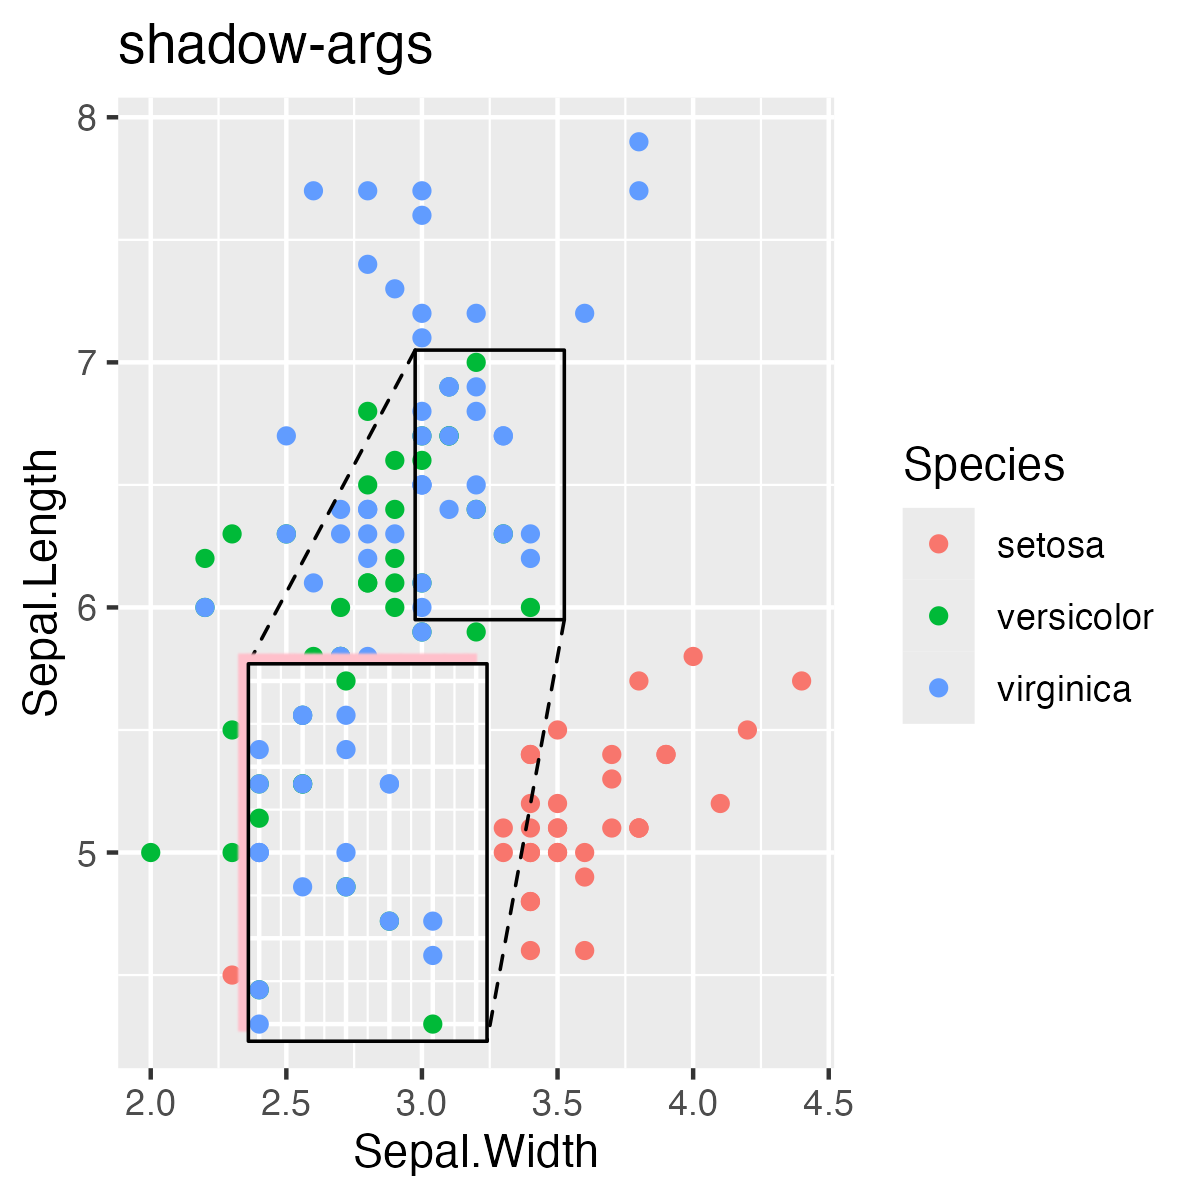 shadow-args
8
7
6
5
Sepal.Length
2.0 2.5 3.0 3.5 4.0 4.5
Sepal.Width
Species
setosa
versicolor
virginica